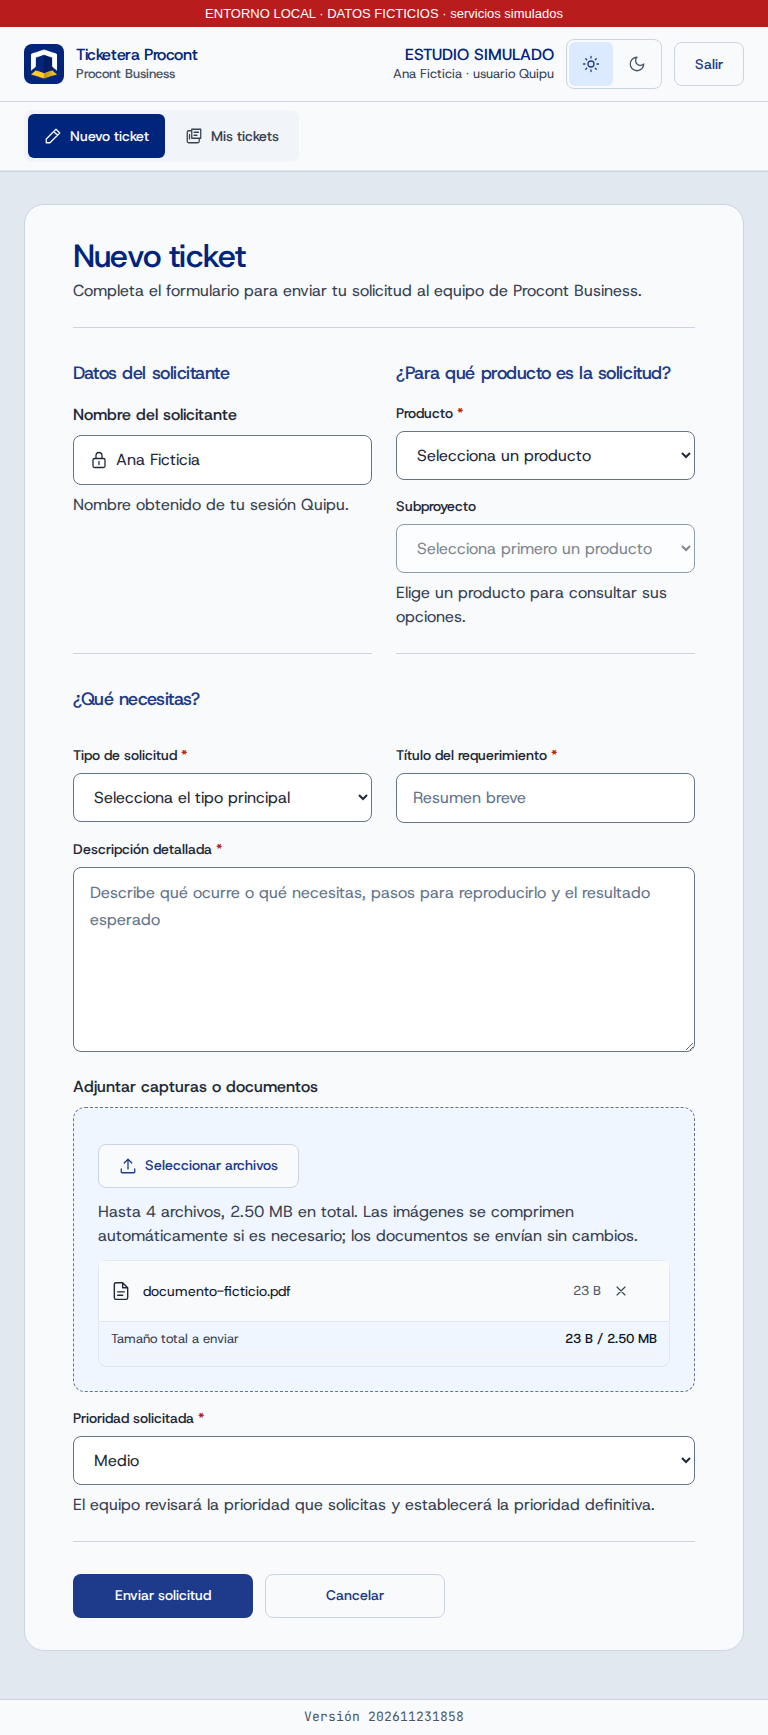 ENTORNO LOCAL · DATOS FICTICIOS · servicios simulados
Ticketera Procont
Procont Business
ESTUDIO SIMULADO
Ana Ficticia · usuario Quipu
Salir
Nuevo ticket
Mis tickets
Nuevo ticket
Completa el formulario para enviar tu solicitud al equipo de Procont Business.
Datos del solicitante
Nombre del solicitante
Ana Ficticia
Nombre obtenido de tu sesión Quipu.
¿Para qué producto es la solicitud?
Producto *
Selecciona un producto
Subproyecto
Selecciona primero un producto
Elige un producto para consultar sus
opciones.
¿Qué necesitas?
Tipo de solicitud *
Selecciona el tipo principal
Título del requerimiento *
Resumen breve
Descripción detallada *
Describe qué ocurre o qué necesitas, pasos para reproducirlo y el resultado
esperado
Adjuntar capturas o documentos
Seleccionar archivos
Hasta 4 archivos, 2.50 MB en total. Las imágenes se comprimen
automáticamente si es necesario; los documentos se envían sin cambios.
documento-ficticio.pdf
23 B
Tamaño total a enviar
23 B / 2.50 MB
Prioridad solicitada *
Medio
El equipo revisará la prioridad que solicitas y establecerá la prioridad definitiva.
Enviar solicitud
Cancelar
Versión 202611231858